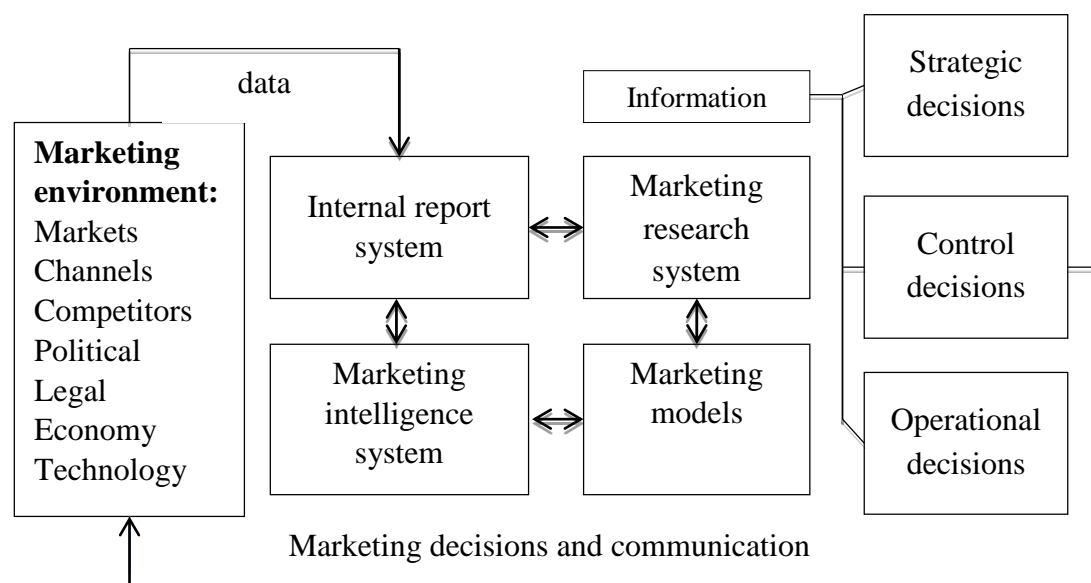 data
Marketing
environment:
Markets
Channels
Competitors
Political
Legal
Economy
Technology
Internal report
system
Marketing
research
system
Marketing
intelligence
system
Marketing
models
Information
Strategic
decisions
Control
decisions
Operational
decisions
Marketing decisions and communication